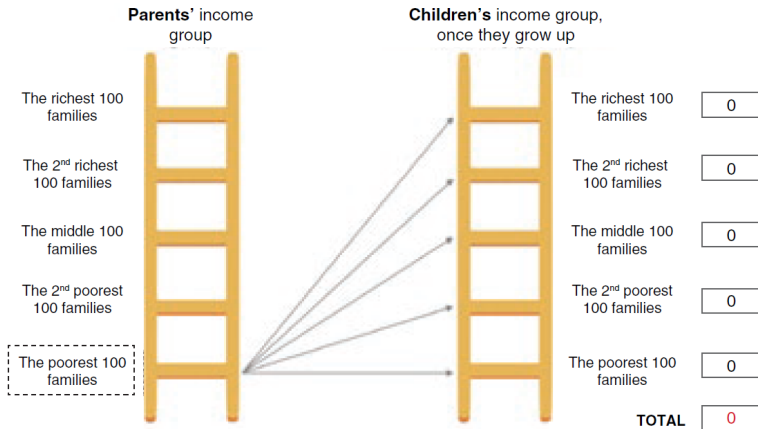 Parents' income
group
Children's income group,
once they grow up
The richest 100
families
The richest 100
families
0
The 2nd richest
100 families
The 2nd richest
100 families
0
The middle 100
families
The middle 100
families
0
The 2nd poorest
100 families
The 2nd poorest
100 families
0
The poorest 100
families
The poorest 100
families
0
TOTAL
0